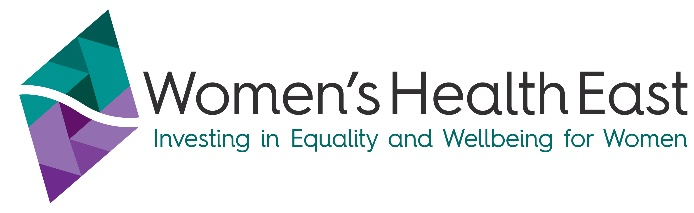 Women's Health East
Investing in Equality and Wellbeing for Women